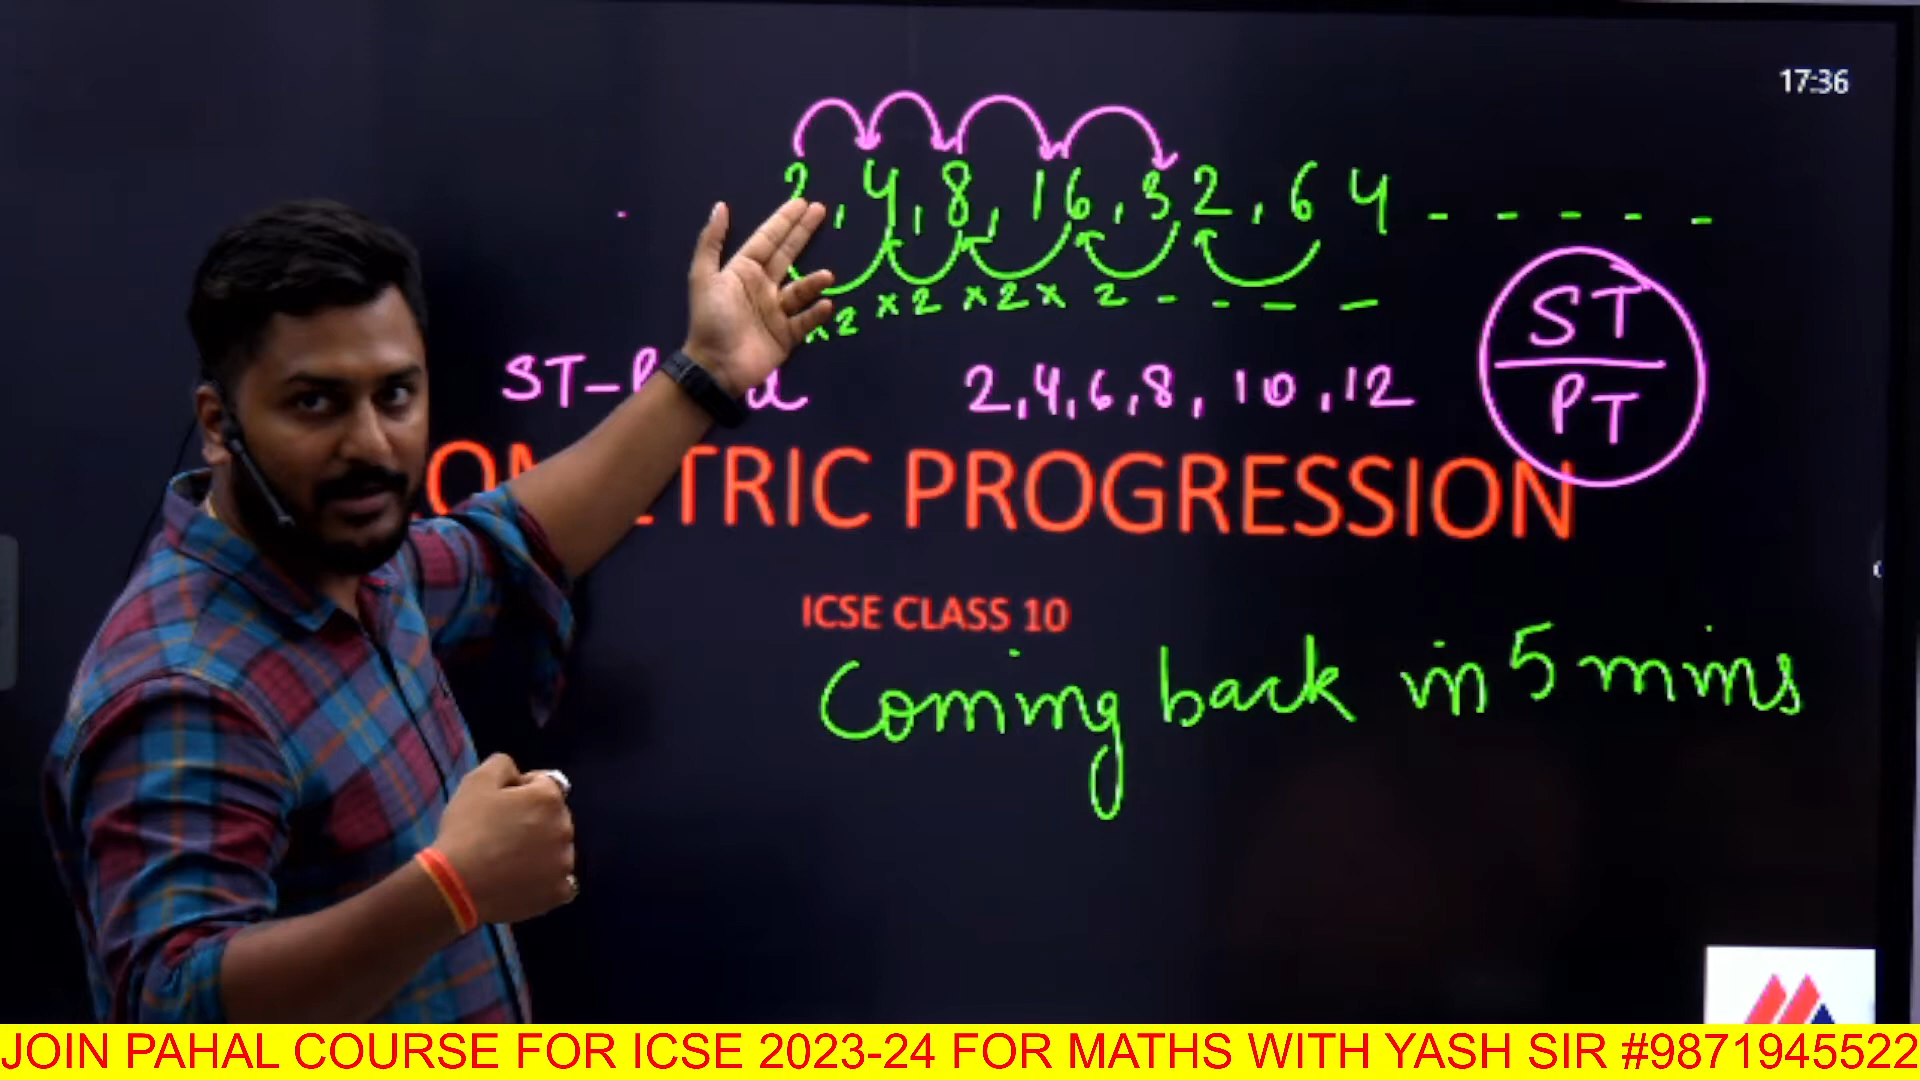 17:36
2, 4, 8, 16, 32, 64 - - - - -
×2 ×2 ×2 × 2 - - - -
ST
PT
ST-
2,4,6,8, 10,12
PROGRESSION
ICSE CLASS 10
Coming back in 5 mins
JOIN PAHAL COURSE FOR ICSE 2023-24 FOR MATHS WITH YASH SIR #9871945522